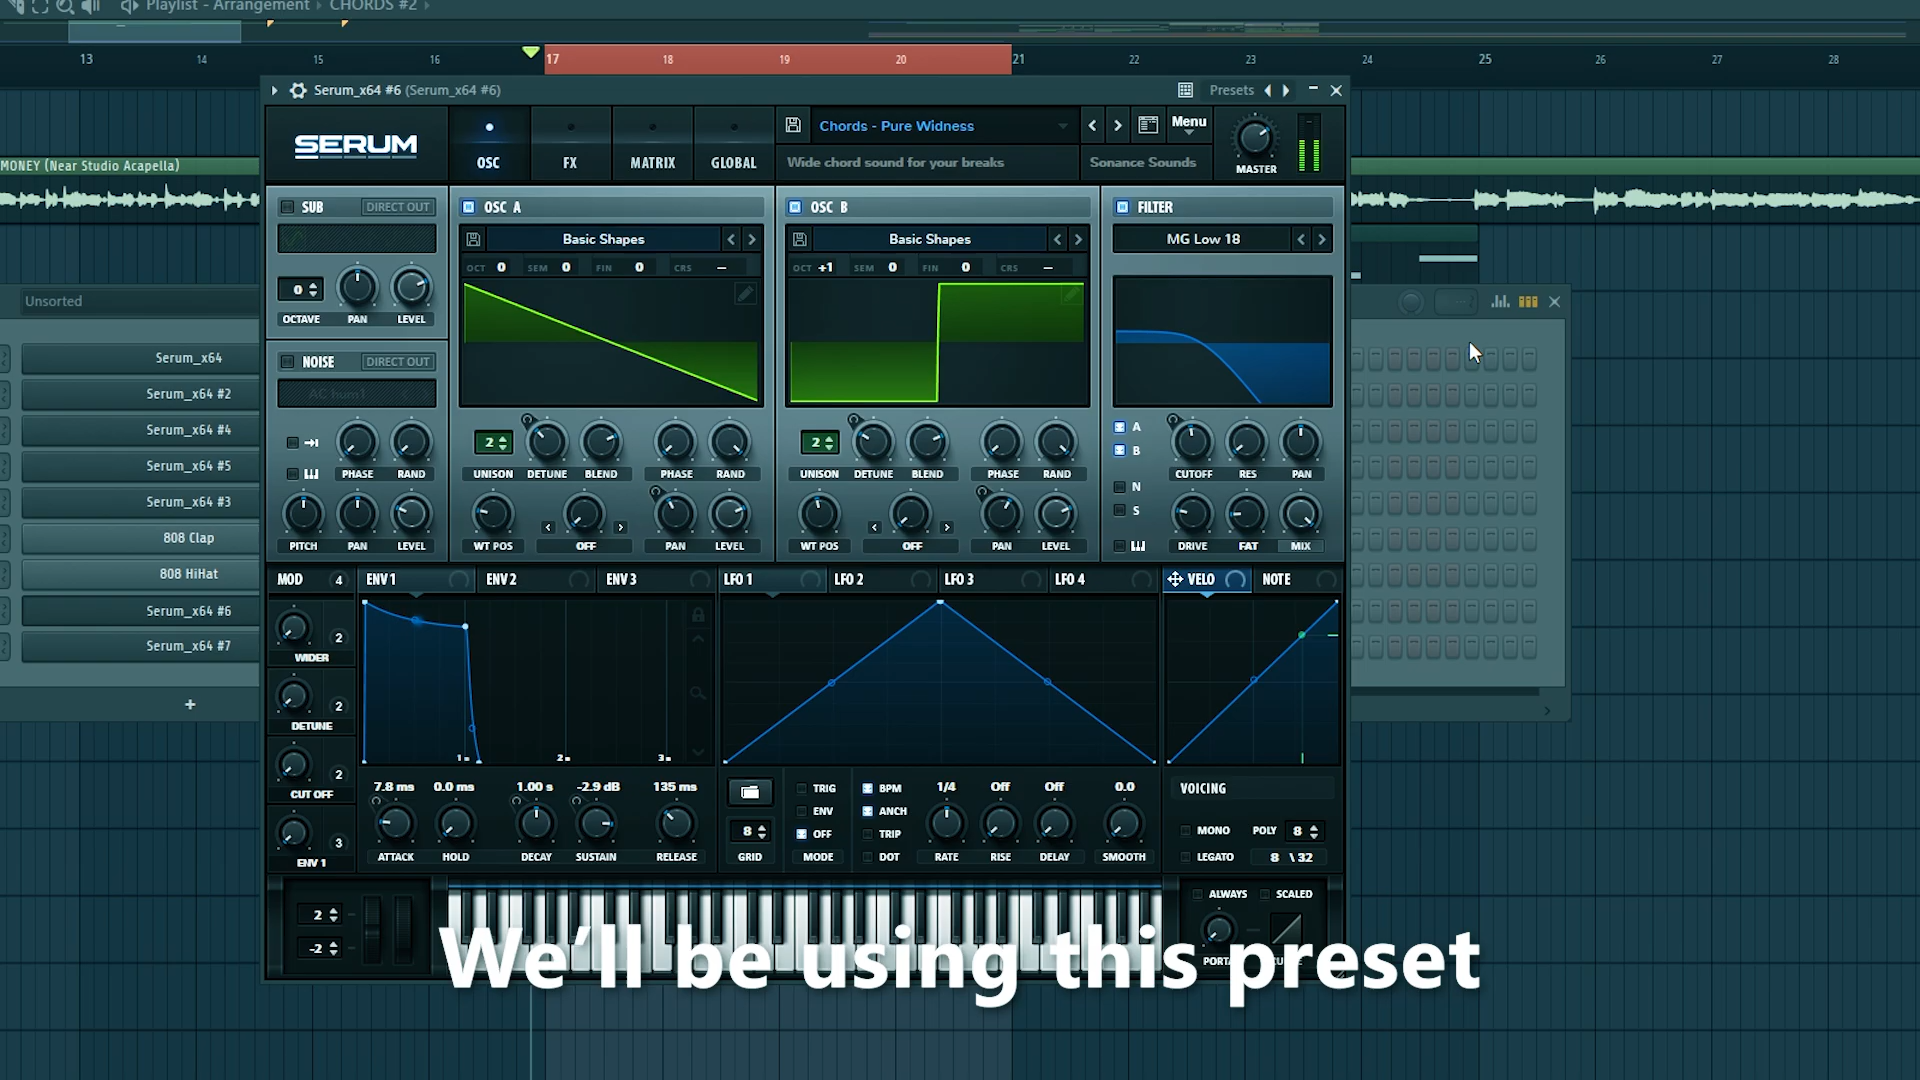 Playlist - Arrangement › CHORDS #2 ›
13 14 15 16 17 18 19 20 21 22 23 24 25 26 27 28
Serum_x64 #6 (Serum_x64 #6) Presets
SERUM OSC FX MATRIX GLOBAL
Chords - Pure Widness Menu
Wide chord sound for your breaks Sonance Sounds MASTER
MONEY (Near Studio Acapella)
SUB DIRECT OUT OSC A OSC B FILTER
Basic Shapes Basic Shapes MG Low 18
OCT 0 SEM 0 FIN 0 CRS – OCT +1 SEM 0 FIN 0 CRS –
0
OCTAVE PAN LEVEL
Unsorted
NOISE DIRECT OUT
AC hum1
Serum_x64
Serum_x64 #2
Serum_x64 #4
Serum_x64 #5
Serum_x64 #3
808 Clap
808 HiHat
Serum_x64 #6
Serum_x64 #7
+
2 2 A
B
PHASE RAND UNISON DETUNE BLEND PHASE RAND UNISON DETUNE BLEND PHASE RAND CUTOFF RES PAN
N
S
PITCH PAN LEVEL WT POS OFF PAN LEVEL WT POS OFF PAN LEVEL DRIVE FAT MIX
MOD 4 ENV 1 ENV 2 ENV 3 LFO 1 LFO 2 LFO 3 LFO 4 VELO NOTE
2
WIDER
2
DETUNE
2
CUT OFF
3
ENV 1
1s 2s 3s
7.8 ms 0.0 ms 1.00 s -2.9 dB 135 ms
ATTACK HOLD DECAY SUSTAIN RELEASE
TRIG BPM 1/4 Off Off 0.0
ENV ANCH
8 OFF TRIP
GRID MODE DOT RATE RISE DELAY SMOOTH
VOICING
MONO POLY 8
LEGATO 8 \32
ALWAYS SCALED
2
-2
We'll be using this preset